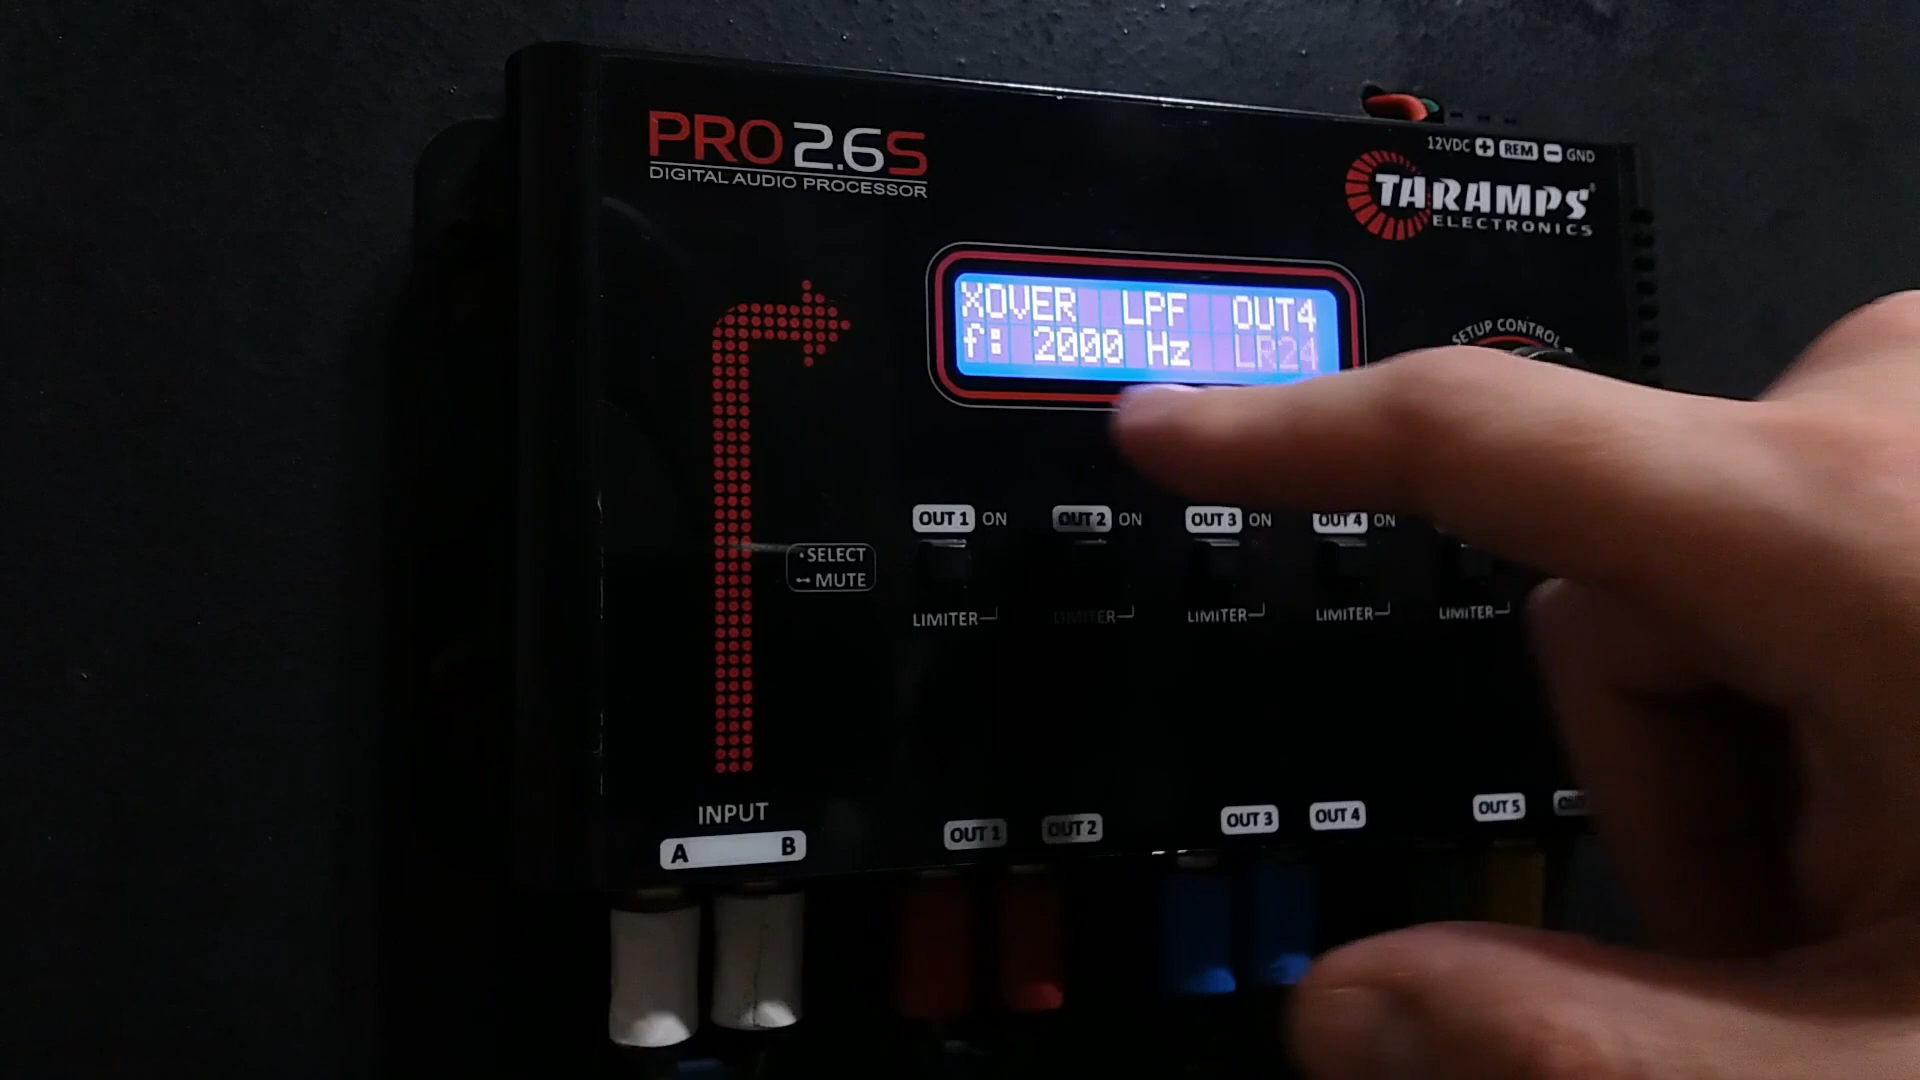 PRO 2.6S
DIGITAL AUDIO PROCESSOR
12VDC + REM − GND
TARAMPS
ELECTRONICS
SETUP CONTROL
XOVER LPF OUT4
f: 2000 Hz LR24
OUT 1 ON OUT 2 ON OUT 3 ON OUT 4 ON
SELECT
MUTE
LIMITER LIMITER LIMITER LIMITER LIMITER
INPUT
A B
OUT 1 OUT 2 OUT 3 OUT 4 OUT 5